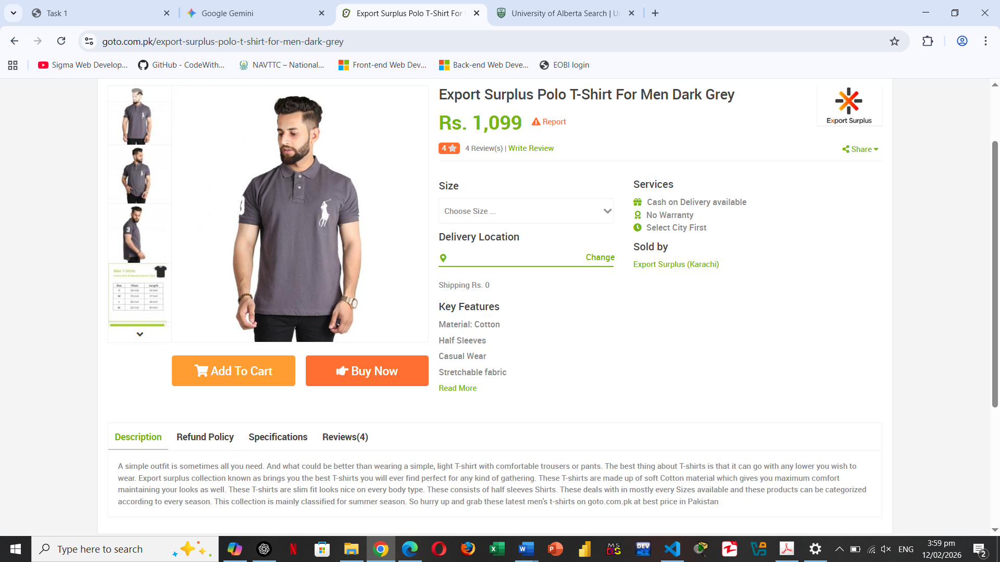 Task 1
Google Gemini
Export Surplus Polo T-Shirt For
University of Alberta Search | U
goto.com.pk/export-surplus-polo-t-shirt-for-men-dark-grey
Sigma Web Develop...
GitHub - CodeWith...
NAVTTC – National...
Front-end Web Dev...
Back-end Web Deve...
EOBI login
Export Surplus Polo T-Shirt For Men Dark Grey
Rs. 1,099
Report
Export Surplus
4
4 Review(s) | Write Review
Share
Size
Choose Size ...
Delivery Location
Change
Shipping Rs. 0
Key Features
Material: Cotton
Half Sleeves
Casual Wear
Stretchable fabric
Read More
Services
Cash on Delivery available
No Warranty
Select City First
Sold by
Export Surplus (Karachi)
3
Men T-Shirts
Size Chest Length
S
M
L
XL
Add To Cart
Buy Now
Description
Refund Policy
Specifications
Reviews(4)
A simple outfit is sometimes all you need. And what could be better than wearing a simple, light T-shirt with comfortable trousers or pants. The best thing about T-shirts is that it can go with any lower you wish to
wear. Export surplus collection known as brings you the best T-shirts you will ever find perfect for any kind of gathering. These T-shirts are made up of soft Cotton material which gives you maximum comfort
maintaining your looks as well. These T-shirts are slim fit looks nice on every body type. These consists of half sleeves Shirts. These deals with in mostly every Sizes available and these products can be categorized
according to every season. This collection is mainly classified for summer season. So hurry up and grab these latest men's t-shirts on goto.com.pk at best price in Pakistan
Type here to search
DEV
C++
ENG
3:59 pm
12/02/2026
2